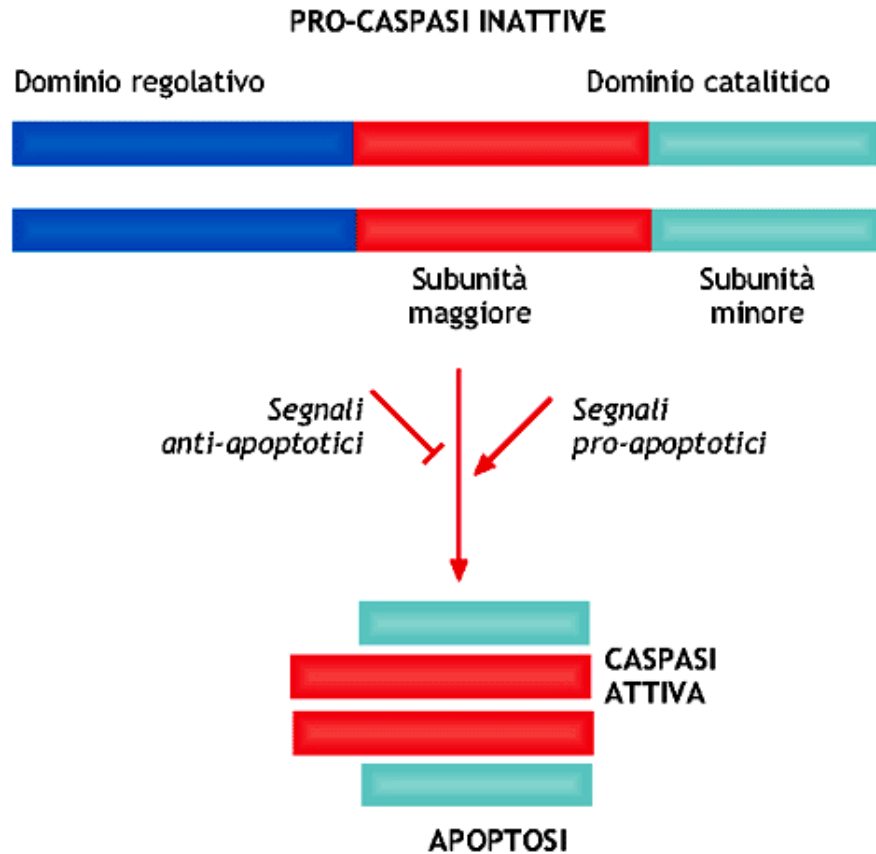 PRO-CASPASI INATTIVE
Dominio regolativo
Dominio catalitico
Subunità
maggiore
Subunità
minore
Segnali
anti-apoptotici
Segnali
pro-apoptotici
CASPASI
ATTIVA
APOPTOSI